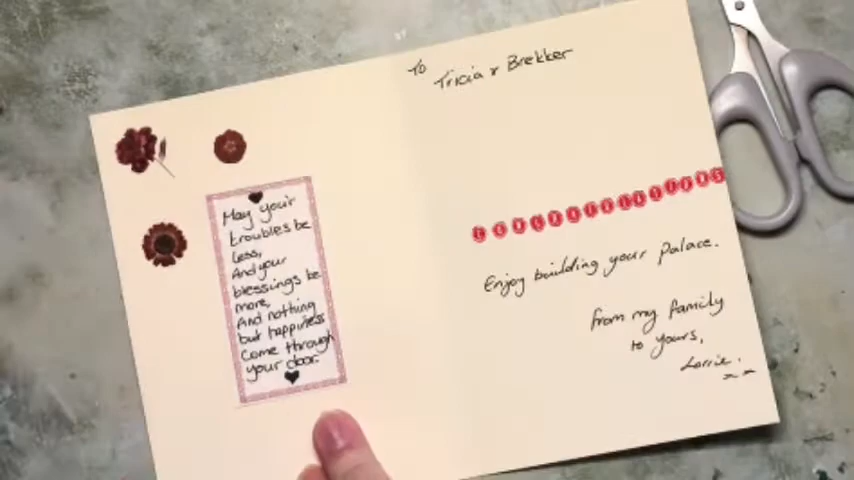 May your
troubles be
less,
And your
blessings be
more,
And nothing
but happiness
Come through
your door.
To
Tricia & Brekker
CONGRATULATIONS
Enjoy building your Palace.
from my family
to yours,
Lorrie.
x x